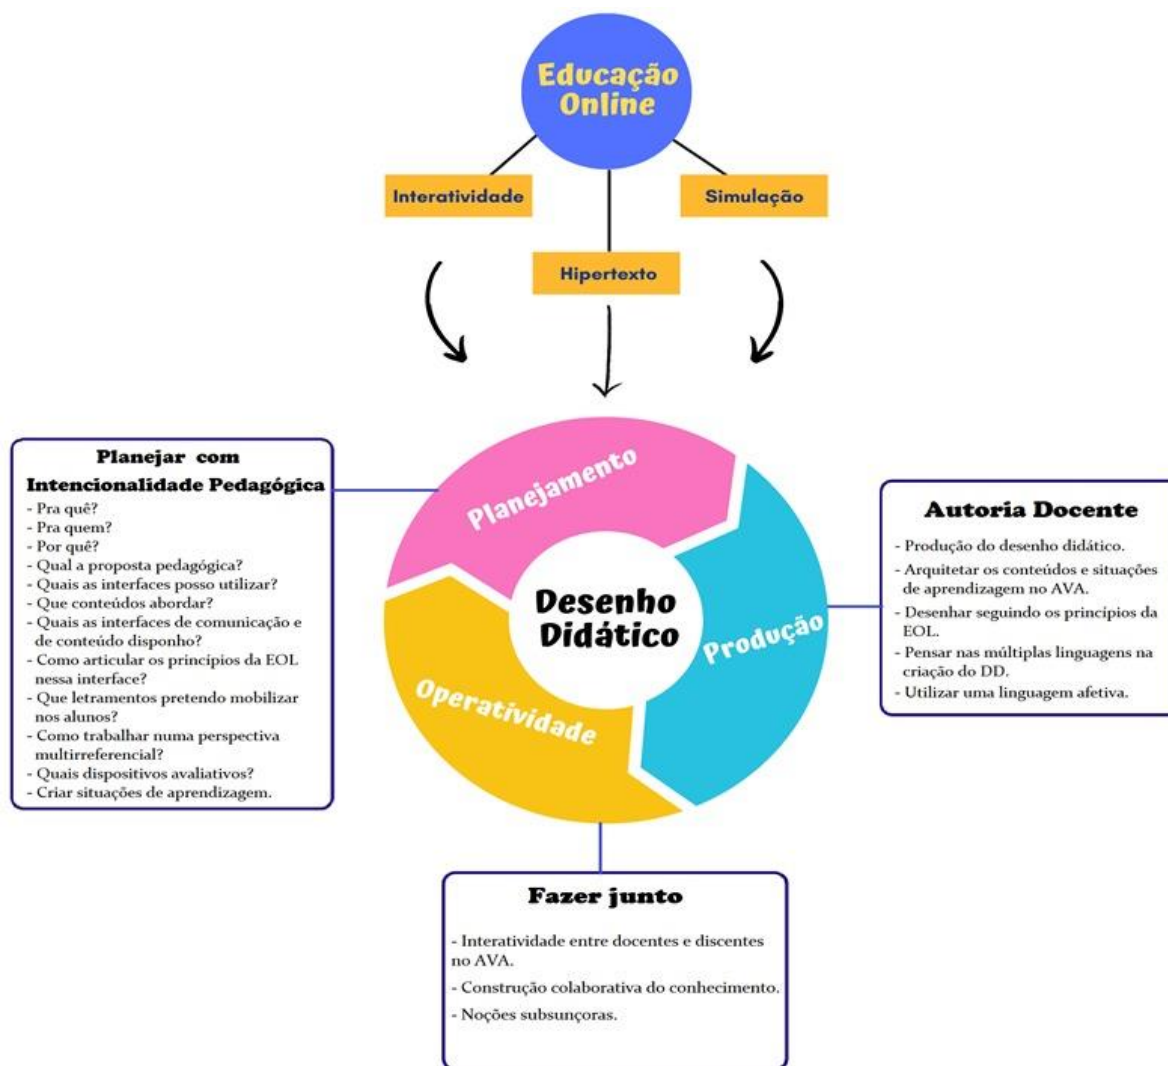 Educação
Online
Interatividade
Simulação
Hipertexto
Planejar com
Intencionalidade Pedagógica
- Pra quê?
- Pra quem?
- Por quê?
- Qual a proposta pedagógica?
- Quais as interfaces posso utilizar?
- Que conteúdos abordar?
- Quais as interfaces de comunicação e
de conteúdo disponho?
- Como articular os princípios da EOL
nessa interface?
- Que letramentos pretendo mobilizar
nos alunos?
- Como trabalhar numa perspectiva
multirreferencial?
- Quais dispositivos avaliativos?
- Criar situações de aprendizagem.
Planejamento
Desenho
Didático
Produção
Operatividade
Autoria Docente
- Produção do desenho didático.
- Arquitetar os conteúdos e situações
de aprendizagem no AVA.
- Desenhar seguindo os princípios da
EOL.
- Pensar nas múltiplas linguagens na
criação do DD.
- Utilizar uma linguagem afetiva.
Fazer junto
- Interatividade entre docentes e discentes
no AVA.
- Construção colaborativa do conhecimento.
- Noções subsunçoras.